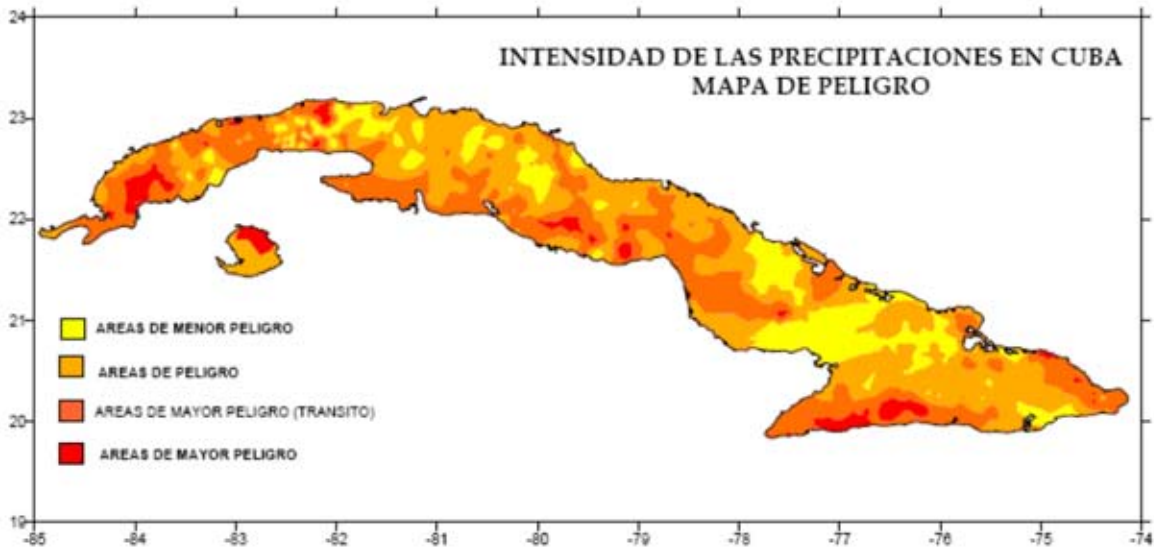 INTENSIDAD DE LAS PRECIPITACIONES EN CUBA
MAPA DE PELIGRO
24
23
22
21
20
19
AREAS DE MENOR PELIGRO
AREAS DE PELIGRO
AREAS DE MAYOR PELIGRO (TRANSITO)
AREAS DE MAYOR PELIGRO
-85 -84 -83 -82 -81 -80 -79 -78 -77 -76 -75 -74